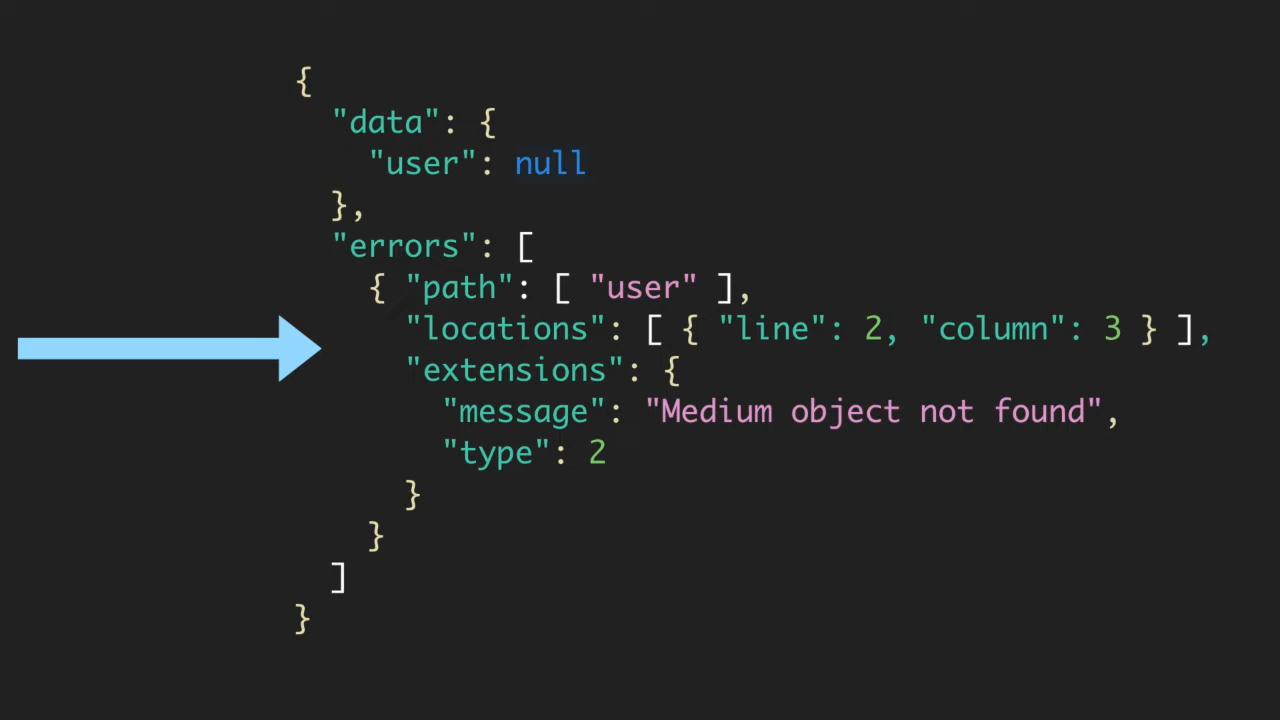 {
"data": {
"user": null
},
"errors": [
{ "path": [ "user" ],
"locations": [ { "line": 2, "column": 3 } ],
"extensions": {
"message": "Medium object not found",
"type": 2
}
}
]
}